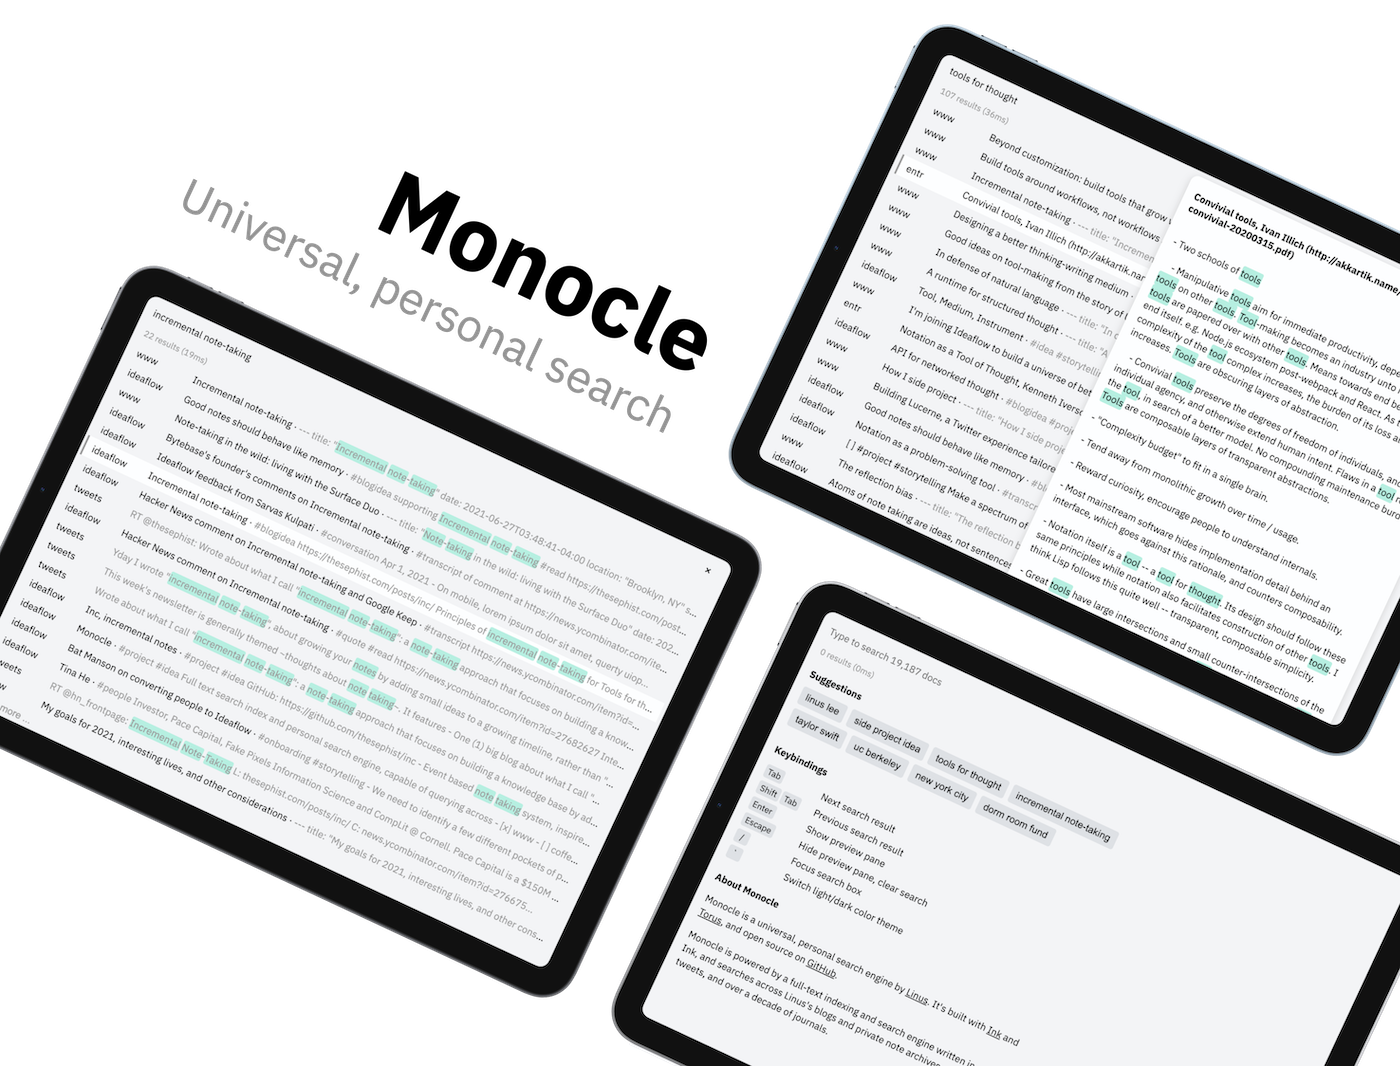 Monocle
Universal, personal search
incremental note-taking
22 results (19ms)
×
www
ideaflow
www
ideaflow
ideaflow
ideaflow
ideaflow
tweets
ideaflow
tweets
tweets
tweets
ideaflow
ideaflow
ideaflow
ideaflow
tweets
w
more ...
Incremental note-taking · --- title: "Incremental note-taking" date: 2021-06-27T03:48:41-04:00 location: "Brooklyn, NY" s...
Good notes should behave like memory · #blogidea supporting Incremental note-taking #read https://thesephist.com/post...
Note-taking in the wild: living with the Surface Duo · --- title: "Note-taking in the wild: living with the Surface Duo" date: 202...
Bytebase's founder's comments on Incremental note-taking · #transcript of comment at https://news.ycombinator.com/ite...
Ideaflow feedback from Sarvas Kulpati · #conversation Apr 1, 2021 - On mobile, lorem ipsum dolor sit amet, querty uiop...
Incremental note-taking · #blogidea https://thesephist.com/posts/inc/ Principles of Incremental note-taking for Tools for th...
Hacker News comment on Incremental note-taking and Google Keep · #transcript https://news.ycombinator.com/item?id=...
Hacker News comment on Incremental note-taking · #quote #read https://news.ycombinator.com/item?id=27682627 Inte...
RT @thesephist: Wrote about what I call "incremental note-taking": a note-taking approach that focuses on building a know...
Yday I wrote "incremental note-taking", about growing your notes by adding small ideas to a growing timeline, rather than "...
This week's newsletter is generally themed ~thoughts about note taking~. It features - One (1) big blog about what I call "...
Wrote about what I call "incremental note-taking": a note-taking approach that focuses on building a knowledge base by ad...
Inc, incremental notes · #project #idea GitHub: https://github.com/thesephist/inc - Event based note taking system, inspire...
Monocle · #project #idea Full text search index and personal search engine, capable of querying across - [x] www - [ ] coffe...
Bat Manson on converting people to Ideaflow · #onboarding #storytelling - We need to identify a few different pockets of p...
Tina He · #people Investor, Pace Capital, Fake Pixels Information Science and CompLit @ Cornell. Pace Capital is a $150M...
RT @hn_frontpage: Incremental Note-Taking L: thesephist.com/posts/inc/ C: news.ycombinator.com/item?id=276675...
My goals for 2021, interesting lives, and other considerations · --- title: "My goals for 2021, interesting lives, and other cons...
tools for thought
107 results (36ms)
www
www
www
entr
www
www
www
www
ideaflow
www
entr
ideaflow
www
www
ideaflow
ideaflow
ideaflow
www
ideaflow
Beyond customization: build tools that grow
Build tools around workflows, not workflows
Incremental note-taking · --- title: "Increm
Convivial tools, Ivan Illich (http://akkartik.nar
Designing a better thinking-writing medium ·
Good ideas on tool-making from the story of
In defense of natural language · --- title: "In
A runtime for structured thought · --- title: "A
Tool, Medium, Instrument · #idea #storytelli
I'm joining Ideaflow to build a universe of bet
Notation as a Tool of Thought, Kenneth Iverso
API for networked thought · #blogidea #proj
How I side project · --- title: "How I side proj
Building Lucerne, a Twitter experience tailore
Good notes should behave like memory · #bl
Notation as a problem-solving tool · #transc
[ ] #project #storytelling Make a spectrum of
The reflection bias · --- title: "The reflection
Atoms of note taking are ideas, not sentences
Convivial tools, Ivan Illich (http://akkartik.name/
convivial-20200315.pdf)
- Two schools of tools
- Manipulative tools aim for immediate productivity, depe
tools on other tools. Tool-making becomes an industry unto
tools are papered over with other tools. Means towards end be
end itself, e.g. Node.js ecosystem post-webpack and React. As t
complexity of the tool complex increases, the burden of its loss a
increases. Tools are obscuring layers of abstraction.
- Convivial tools preserve the degrees of freedom of individuals, and
individual agency, and otherwise extend human intent. Flaws in a tool
the tool, in search of a better model. No compounding maintenance burd
Tools are composable layers of transparent abstractions.
- "Complexity budget" to fit in a single brain.
- Tend away from monolithic growth over time / usage.
- Reward curiosity, encourage people to understand internals.
- Most mainstream software hides implementation detail behind an
interface, which goes against this rationale, and counters composability.
- Notation itself is a tool -- a tool for thought. Its design should follow these
same principles while notation also facilitates construction of other tools. I
think Lisp follows this quite well -- transparent, composable simplicity.
- Great tools have large intersections and small counter-intersections of the
Type to search 19,187 docs
0 results (0ms)
Suggestions
linus lee
side project idea
tools for thought
incremental note-taking
taylor swift
uc berkeley
new york city
dorm room fund
Keybindings
Tab
Next search result
Shift Tab
Previous search result
Enter
Show preview pane
Escape
Hide preview pane, clear search
/
Focus search box
`
Switch light/dark color theme
About Monocle
Monocle is a universal, personal search engine by Linus. It's built with Ink and
Torus, and open source on GitHub.
Monocle is powered by a full-text indexing and search engine written in
Ink, and searches across Linus's blogs and private note archives
tweets, and over a decade of journals.